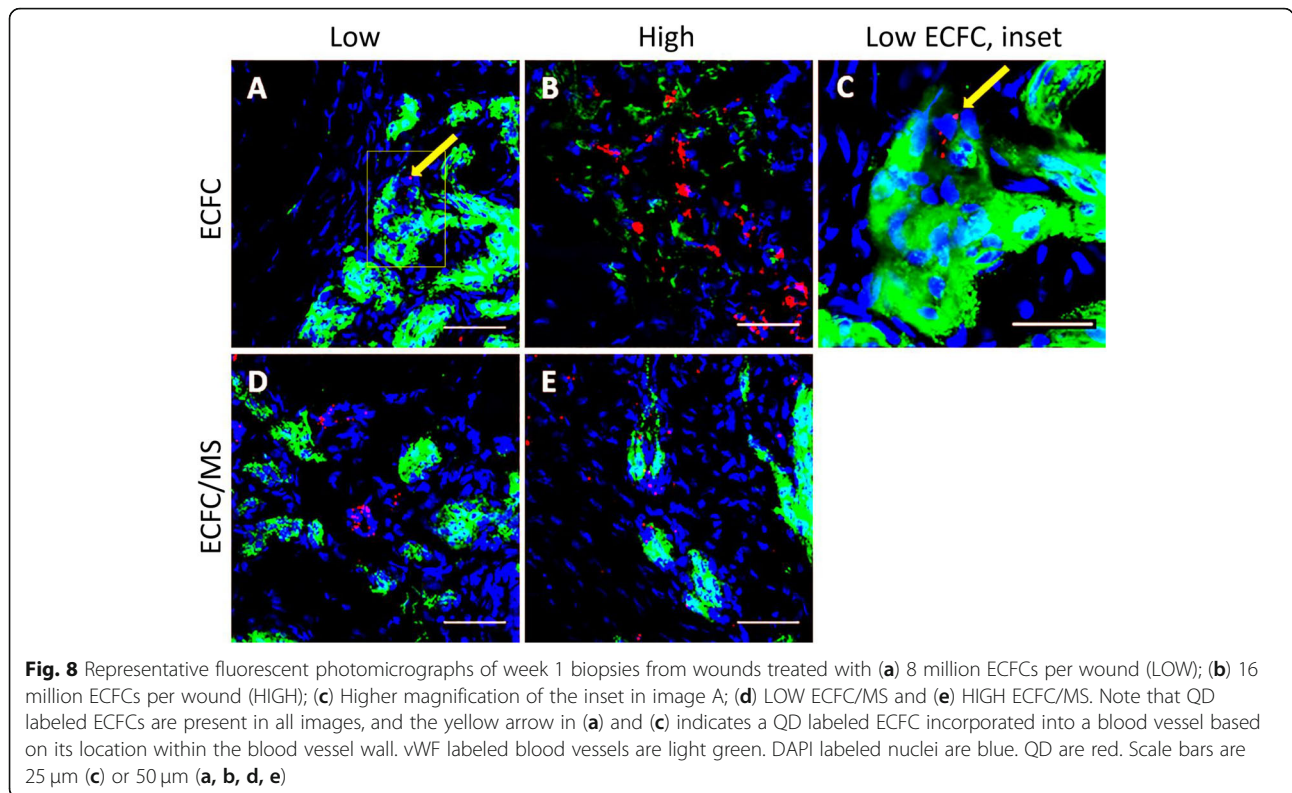 Low High Low ECFC, inset
ECFC
A B C
ECFC/MS
D E
Fig. 8 Representative fluorescent photomicrographs of week 1 biopsies from wounds treated with (a) 8 million ECFCs per wound (LOW); (b) 16
million ECFCs per wound (HIGH); (c) Higher magnification of the inset in image A; (d) LOW ECFC/MS and (e) HIGH ECFC/MS. Note that QD
labeled ECFCs are present in all images, and the yellow arrow in (a) and (c) indicates a QD labeled ECFC incorporated into a blood vessel based
on its location within the blood vessel wall. vWF labeled blood vessels are light green. DAPI labeled nuclei are blue. QD are red. Scale bars are
25 μm (c) or 50 μm (a, b, d, e)